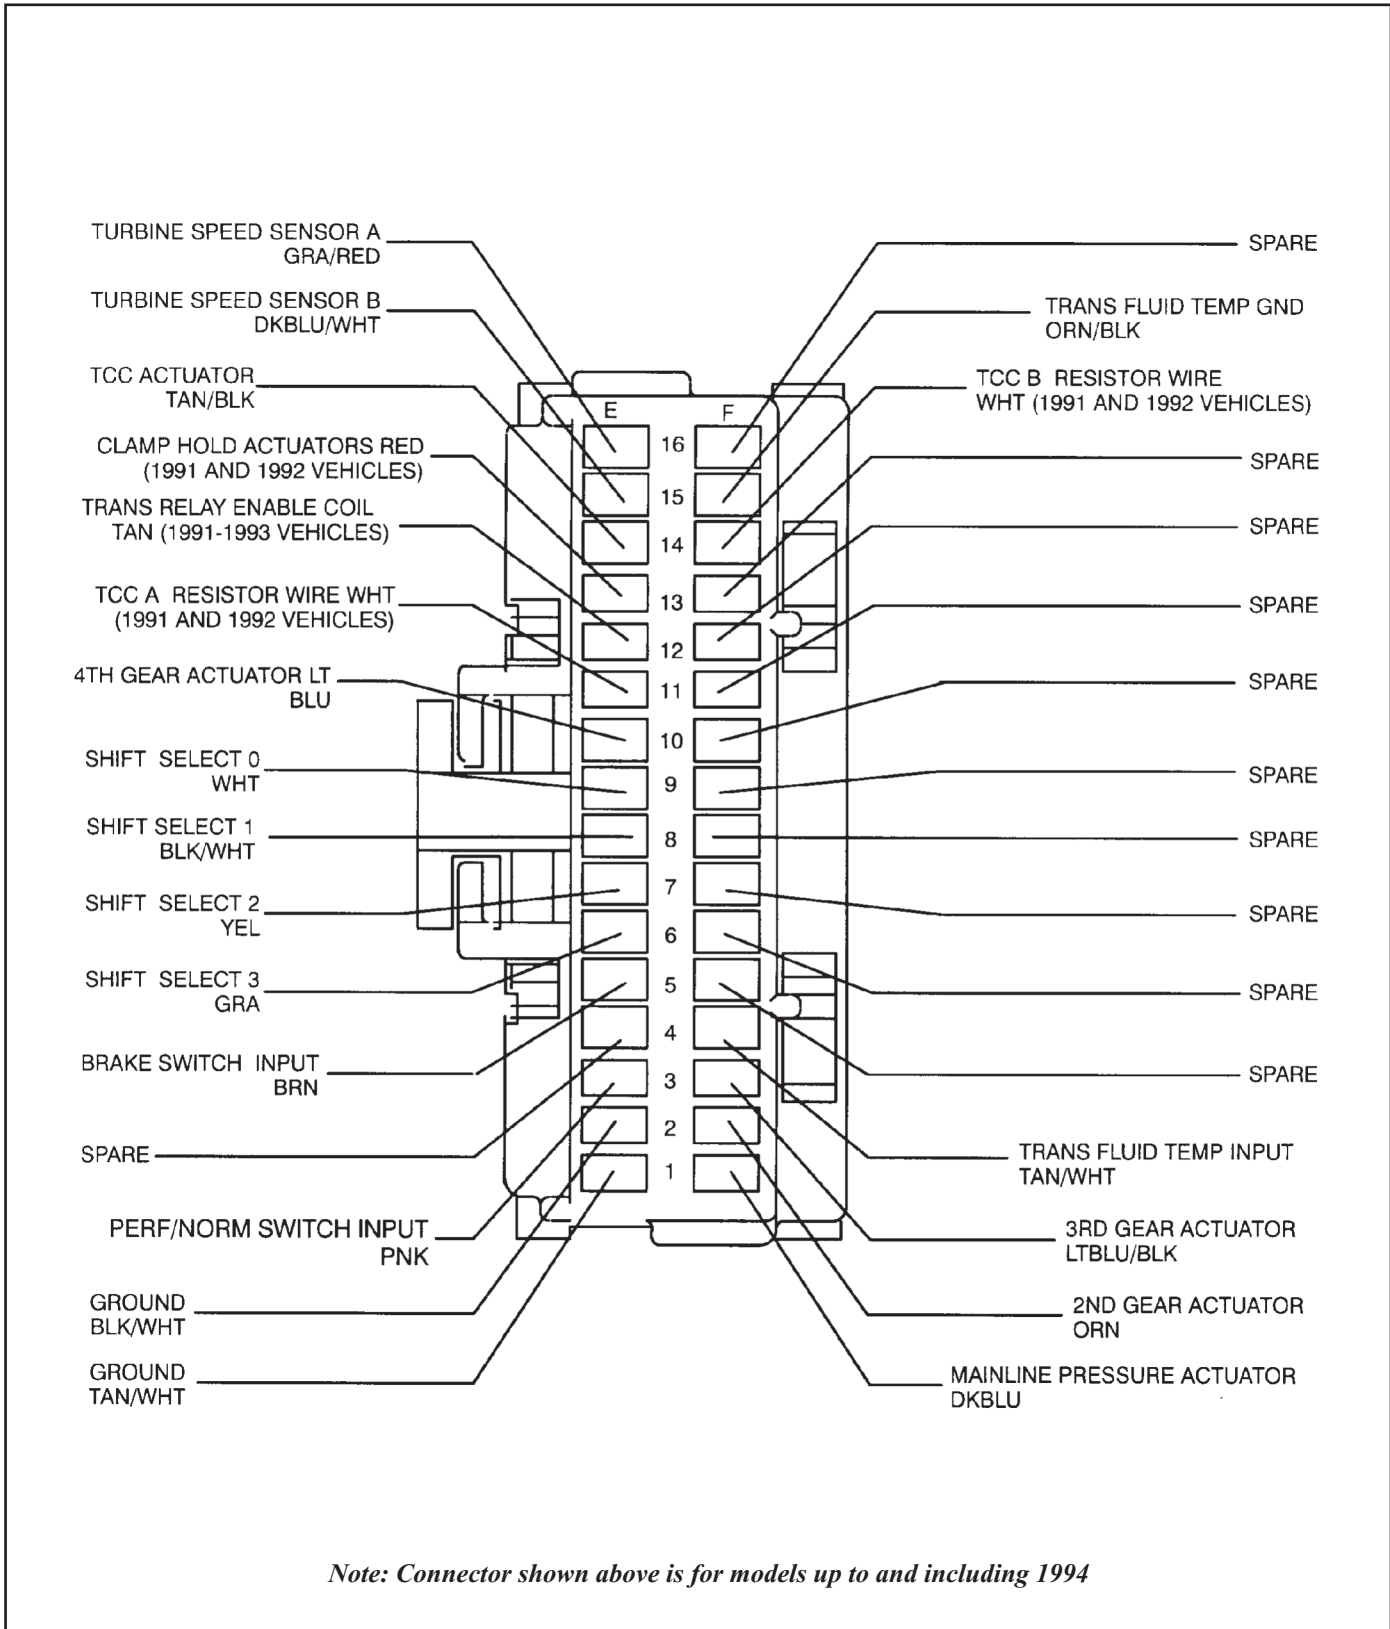 TURBINE SPEED SENSOR A
GRA/RED
TURBINE SPEED SENSOR B
DKBLU/WHT
TCC ACTUATOR
TAN/BLK
CLAMP HOLD ACTUATORS RED
(1991 AND 1992 VEHICLES)
TRANS RELAY ENABLE COIL
TAN (1991-1993 VEHICLES)
TCC A RESISTOR WIRE WHT
(1991 AND 1992 VEHICLES)
4TH GEAR ACTUATOR LT
BLU
SHIFT SELECT 0
WHT
SHIFT SELECT 1
BLK/WHT
SHIFT SELECT 2
YEL
SHIFT SELECT 3
GRA
BRAKE SWITCH INPUT
BRN
SPARE
PERF/NORM SWITCH INPUT
PNK
GROUND
BLK/WHT
GROUND
TAN/WHT
E F
16
15
14
13
12
11
10
9
8
7
6
5
4
3
2
1
SPARE
TRANS FLUID TEMP GND
ORN/BLK
TCC B RESISTOR WIRE
WHT (1991 AND 1992 VEHICLES)
SPARE
SPARE
SPARE
SPARE
SPARE
SPARE
SPARE
SPARE
SPARE
TRANS FLUID TEMP INPUT
TAN/WHT
3RD GEAR ACTUATOR
LTBLU/BLK
2ND GEAR ACTUATOR
ORN
MAINLINE PRESSURE ACTUATOR
DKBLU
Note: Connector shown above is for models up to and including 1994